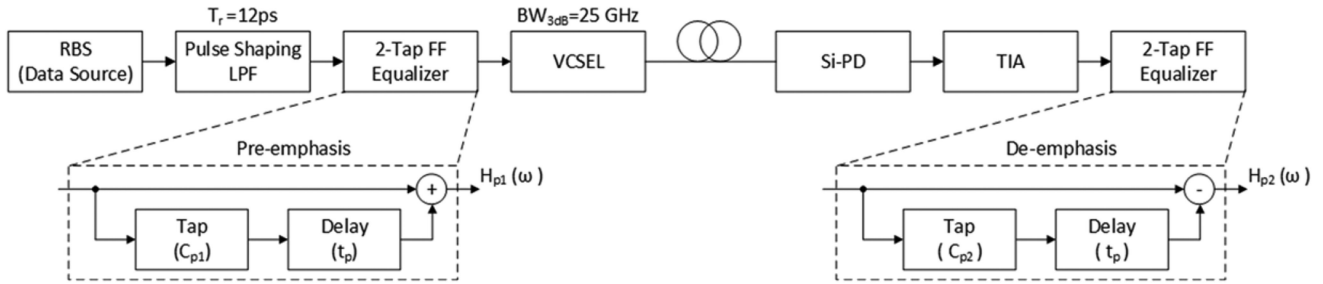 T_r=12ps
BW_3dB=25 GHz
RBS
(Data Source)
Pulse Shaping
LPF
2-Tap FF
Equalizer
VCSEL
Si-PD
TIA
2-Tap FF
Equalizer
Pre-emphasis
+
H_p1 (ω )
Tap
(C_p1)
Delay
(t_p)
De-emphasis
-
H_p2 (ω)
Tap
( C_p2)
Delay
( t_p)